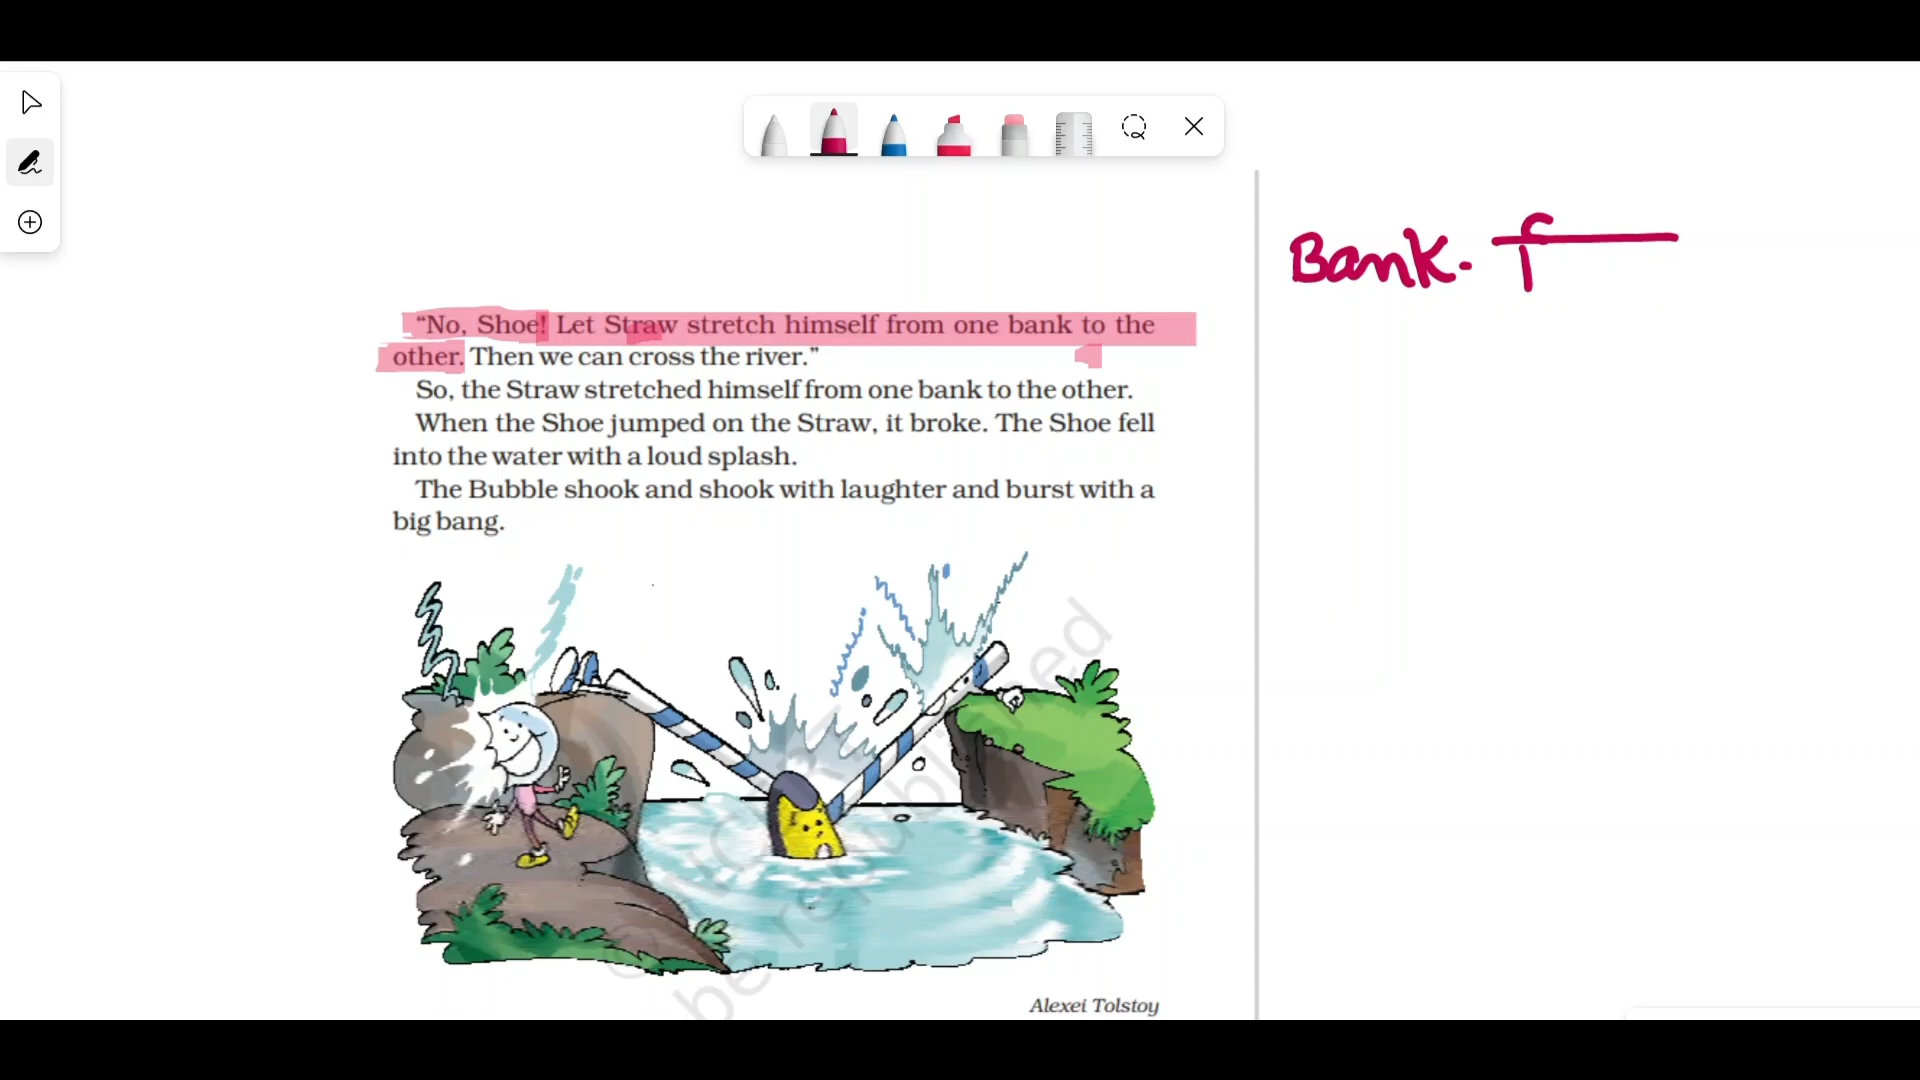 Bank.
“No, Shoe! Let Straw stretch himself from one bank to the
other. Then we can cross the river.”
So, the Straw stretched himself from one bank to the other.
When the Shoe jumped on the Straw, it broke. The Shoe fell
into the water with a loud splash.
The Bubble shook and shook with laughter and burst with a
big bang.
Alexei Tolstoy